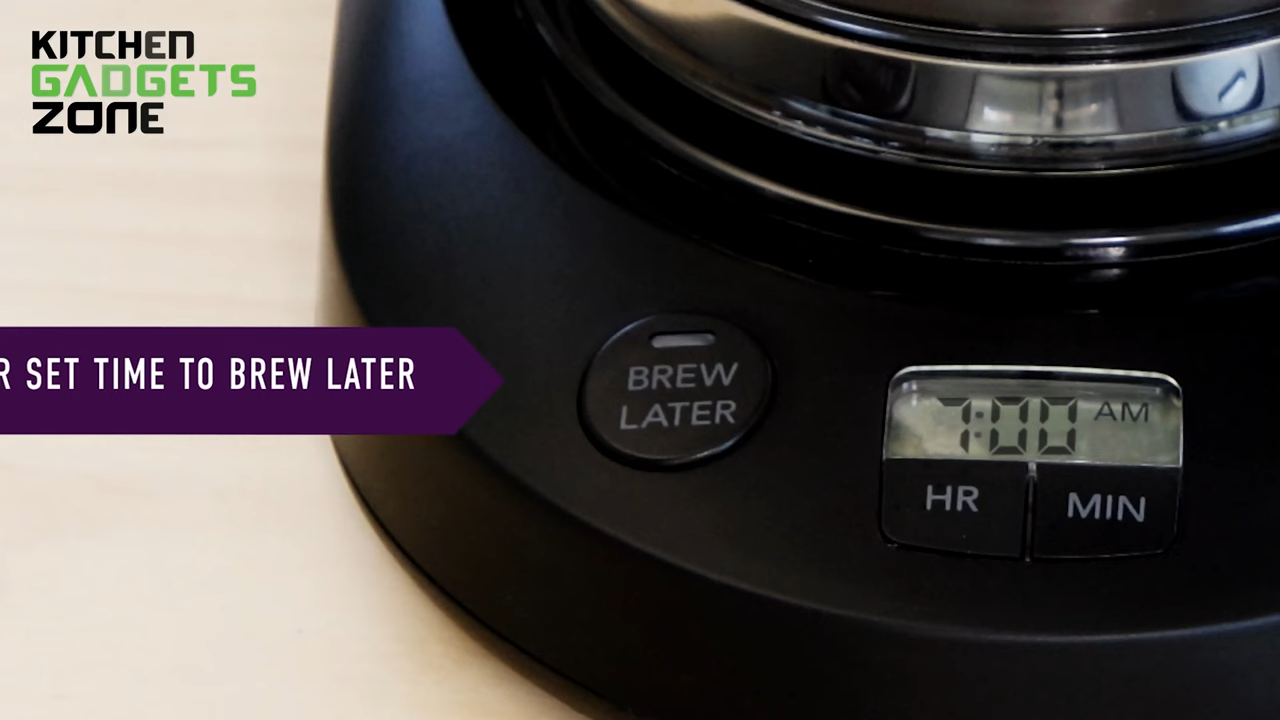 KITCHEN
GADGETS
ZONE
R SET TIME TO BREW LATER
BREW
LATER
7:00 AM
HR MIN